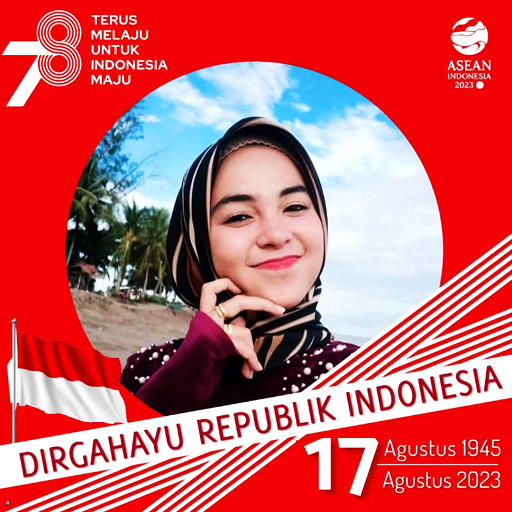 78
TERUS
MELAJU
UNTUK
INDONESIA
MAJU
ASEAN
INDONESIA
2023
DIRGAHAYU REPUBLIK INDONESIA
17
Agustus 1945
Agustus 2023